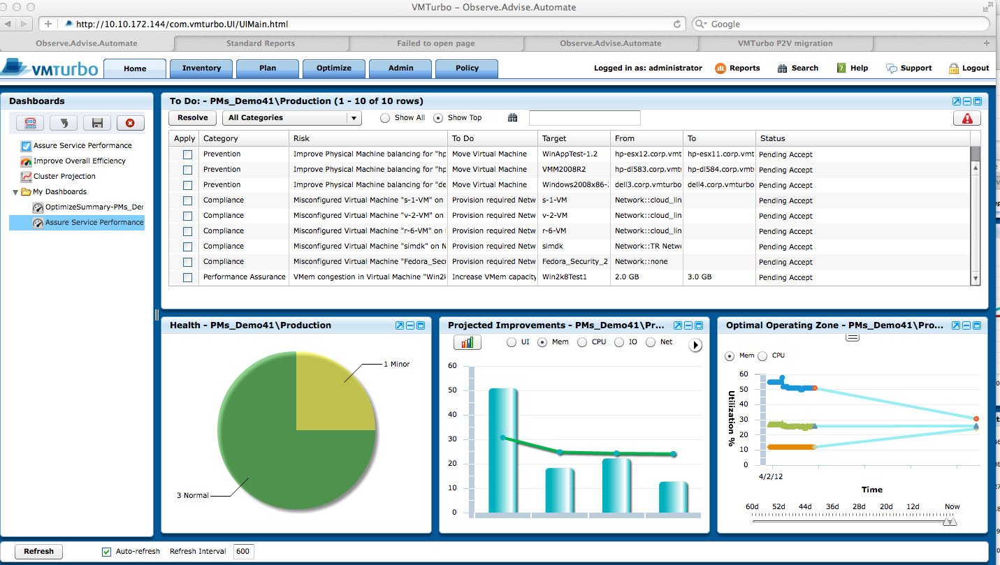 VMTurbo – Observe.Advise.Automate
http://10.10.172.144/com.vmturbo.UI/UIMain.html
Google
Observe.Advise.Automate Standard Reports Failed to open page Observe.Advise.Automate VMTurbo P2V migration
VMTURBO Home Inventory Plan Optimize Admin Policy Logged in as: administrator Reports Search Help Support Logout
Dashboards
Assure Service Performance
Improve Overall Efficiency
Cluster Projection
My Dashboards
OptimizeSummary-PMs_Der
Assure Service Performance
To Do: - PMs_Demo41\Production (1 - 10 of 10 rows)
Resolve All Categories Show All Show Top
Apply Category Risk To Do Target From To Status
Prevention Improve Physical Machine balancing for "hp Move Virtual Machine WinAppTest-1.2 hp-esx12.corp.vmt hp-esx11.corp.vmt Pending Accept
Prevention Improve Physical Machine balancing for "hp Move Virtual Machine VMM2008R2 hp-dl583.corp.vmtu hp-dl584.corp.vmt Pending Accept
Prevention Improve Physical Machine balancing for "de Move Virtual Machine Windows2008x86- dell3.corp.vmturbo dell4.corp.vmturbo Pending Accept
Compliance Misconfigured Virtual Machine "s-1-VM" on Provision required Netw s-1-VM Network::cloud_lin Pending Accept
Compliance Misconfigured Virtual Machine "v-2-VM" on Provision required Netw v-2-VM Network::cloud_lin Pending Accept
Compliance Misconfigured Virtual Machine "r-6-VM" on Provision required Netw r-6-VM Network::cloud_lin Pending Accept
Compliance Misconfigured Virtual Machine "simdk" on N Provision required Netw simdk Network::TR Netw Pending Accept
Compliance Misconfigured Virtual Machine "Fedora_Secu Provision required Netw Fedora_Security_2 Network::none Pending Accept
Performance Assurance VMem congestion in Virtual Machine "Win2k Increase VMem capacity Win2k8Test1 2.0 GB 3.0 GB Pending Accept
Health - PMs_Demo41\Production
1 Minor
3 Normal
Projected Improvements - PMs_Demo41\Pr...
UI Mem CPU IO Net
60
50
40
30
20
10
0
Optimal Operating Zone - PMs_Demo41\Pro...
Mem CPU
Utilization %
60
50
40
30
20
10
0
4/2/12
Time
60d 52d 44d 36d 28d 20d 12d Now
Refresh Auto-refresh Refresh Interval 600